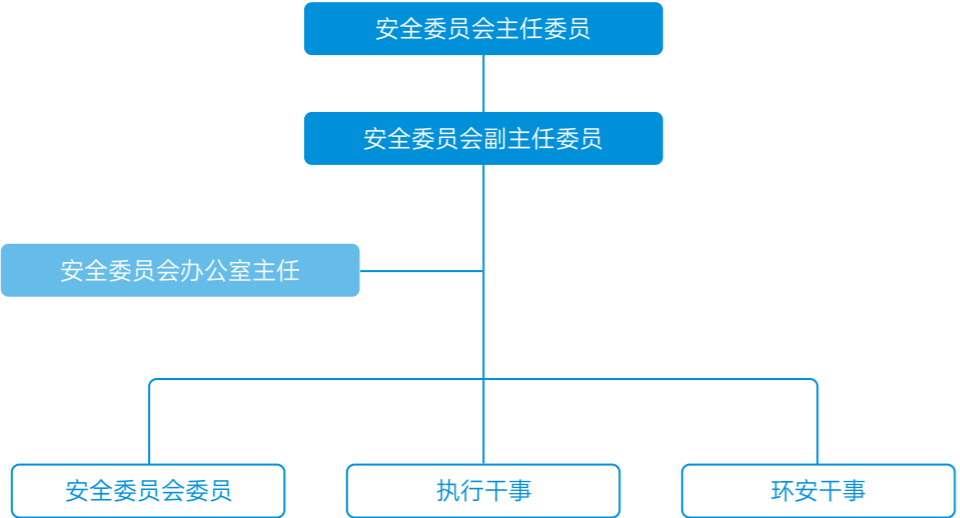 安全委员会主任委员
安全委员会副主任委员
安全委员会办公室主任
安全委员会委员
执行干事
环安干事